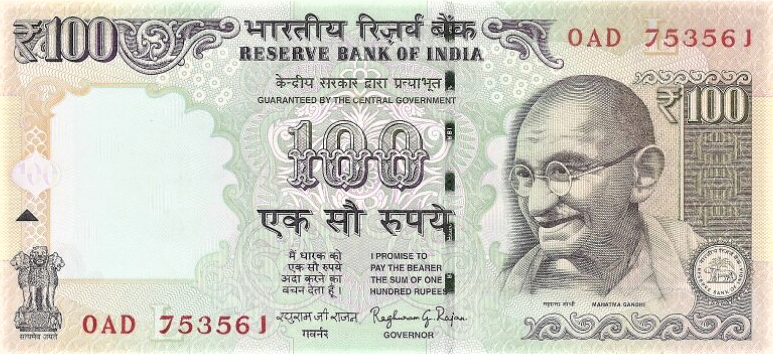 ₹100
भारतीय रिज़र्व बैंक
RESERVE BANK OF INDIA
0AD 753561
केन्द्रीय सरकार द्वारा प्रत्याभूत
GUARANTEED BY THE CENTRAL GOVERNMENT
₹100
100
100
एक सौ रुपये
मैं धारक को
एक सौ रुपये
अदा करने का
वचन देता हूँ।
I PROMISE TO
PAY THE BEARER
THE SUM OF ONE
HUNDRED RUPEES
महात्मा गांधी MAHATMA GANDHI
सत्यमेव जयते
0AD 753561
रघुराम जी राजन
गवर्नर
Raghuram G. Rajan
GOVERNOR